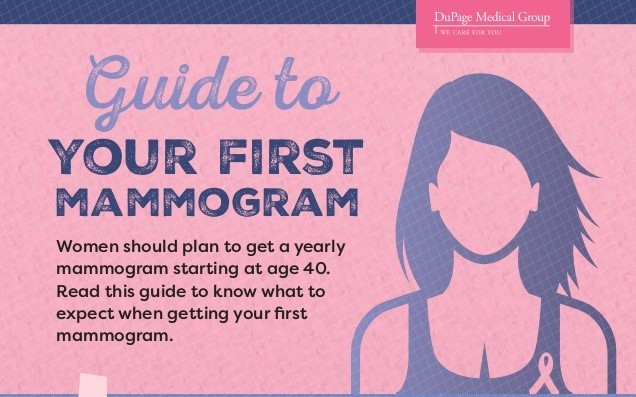 DuPage Medical Group
WE CARE FOR YOU
Guide to
YOUR FIRST
MAMMOGRAM
Women should plan to get a yearly
mammogram starting at age 40.
Read this guide to know what to
expect when getting your first
mammogram.